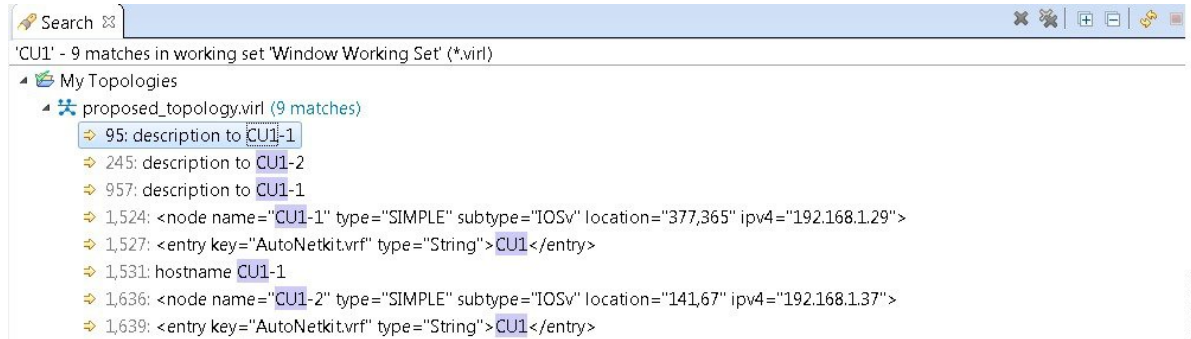 Search
'CU1' - 9 matches in working set 'Window Working Set' (*.virl)
My Topologies
proposed_topology.virl (9 matches)
95: description to CU1-1
245: description to CU1-2
957: description to CU1-1
1,524: <node name="CU1-1" type="SIMPLE" subtype="IOSv" location="377,365" ipv4="192.168.1.29">
1,527: <entry key="AutoNetkit.vrf" type="String">CU1</entry>
1,531: hostname CU1-1
1,636: <node name="CU1-2" type="SIMPLE" subtype="IOSv" location="141,67" ipv4="192.168.1.37">
1,639: <entry key="AutoNetkit.vrf" type="String">CU1</entry>